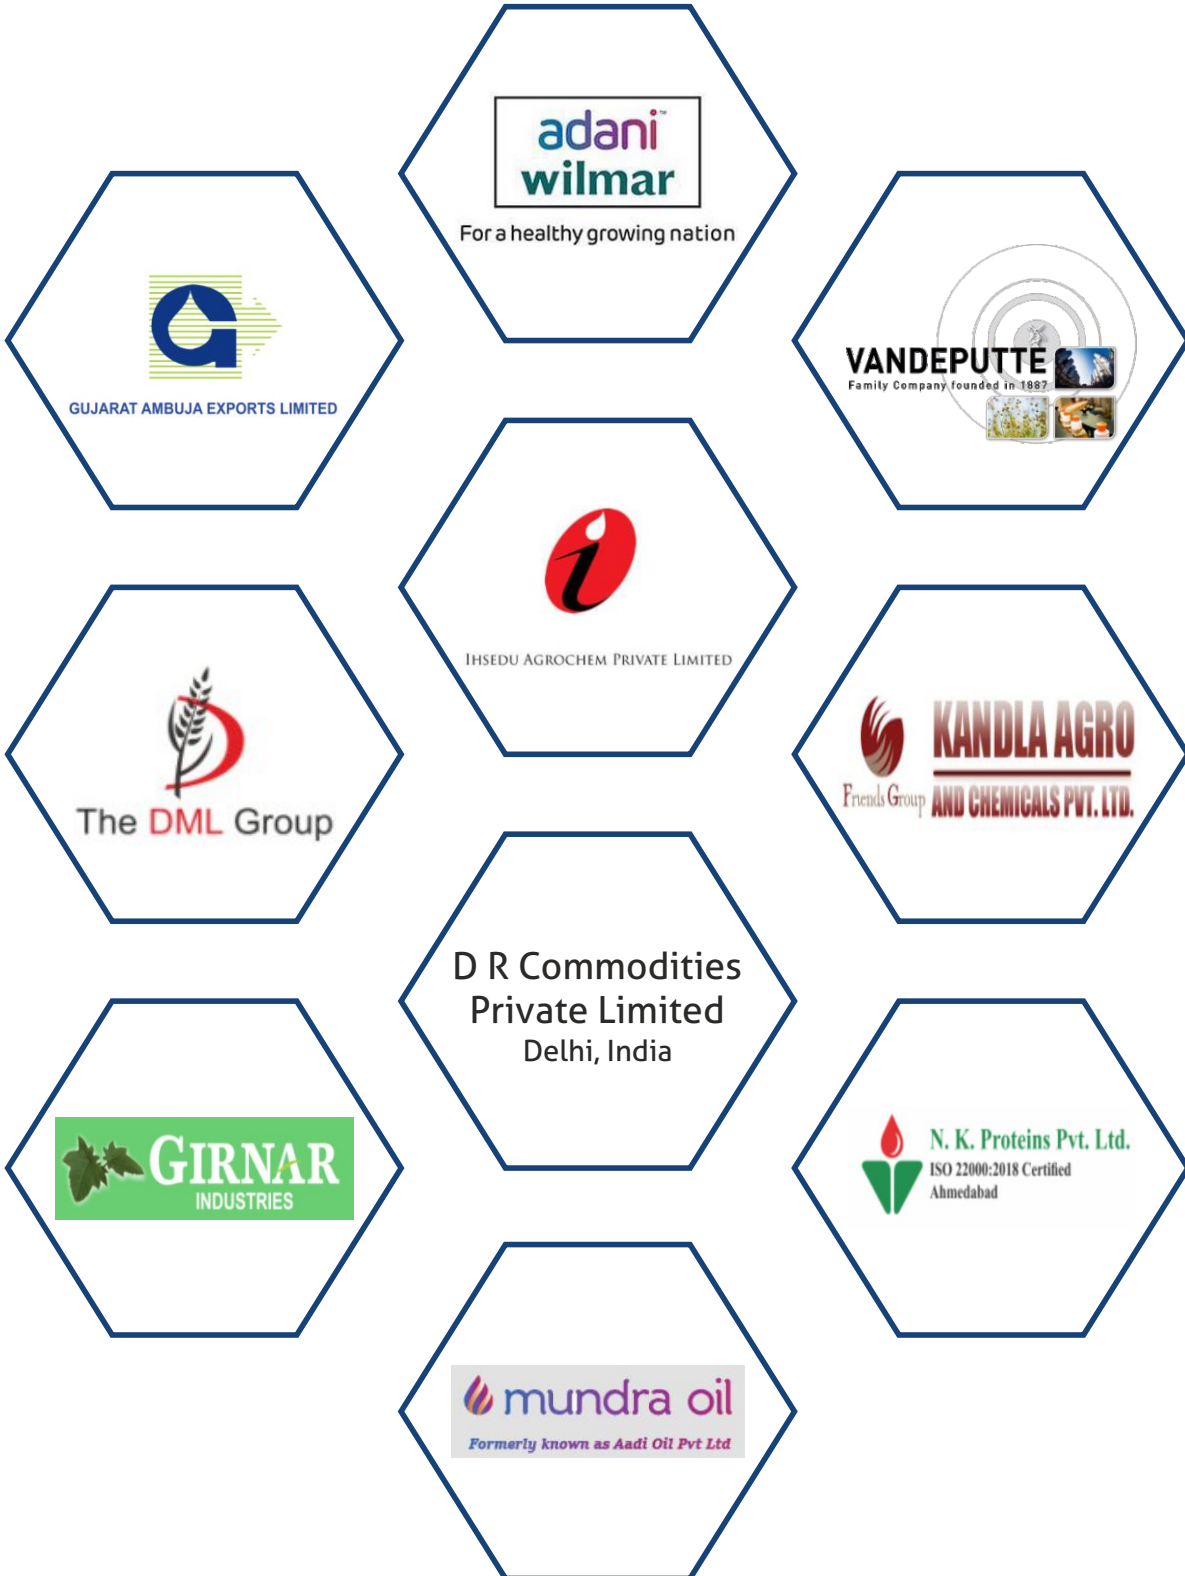 adani™
wilmar
For a healthy growing nation
GUJARAT AMBUJA EXPORTS LIMITED
VANDEPUTTE
Family Company founded in 1887
IHSEDU AGROCHEM PRIVATE LIMITED
The DML Group
Friends Group
KANDLA AGRO
AND CHEMICALS PVT. LTD.
D R Commodities
Private Limited
Delhi, India
GIRNAR
INDUSTRIES
N. K. Proteins Pvt. Ltd.
ISO 22000:2018 Certified
Ahmedabad
mundra oil
Formerly known as Aadi Oil Pvt Ltd